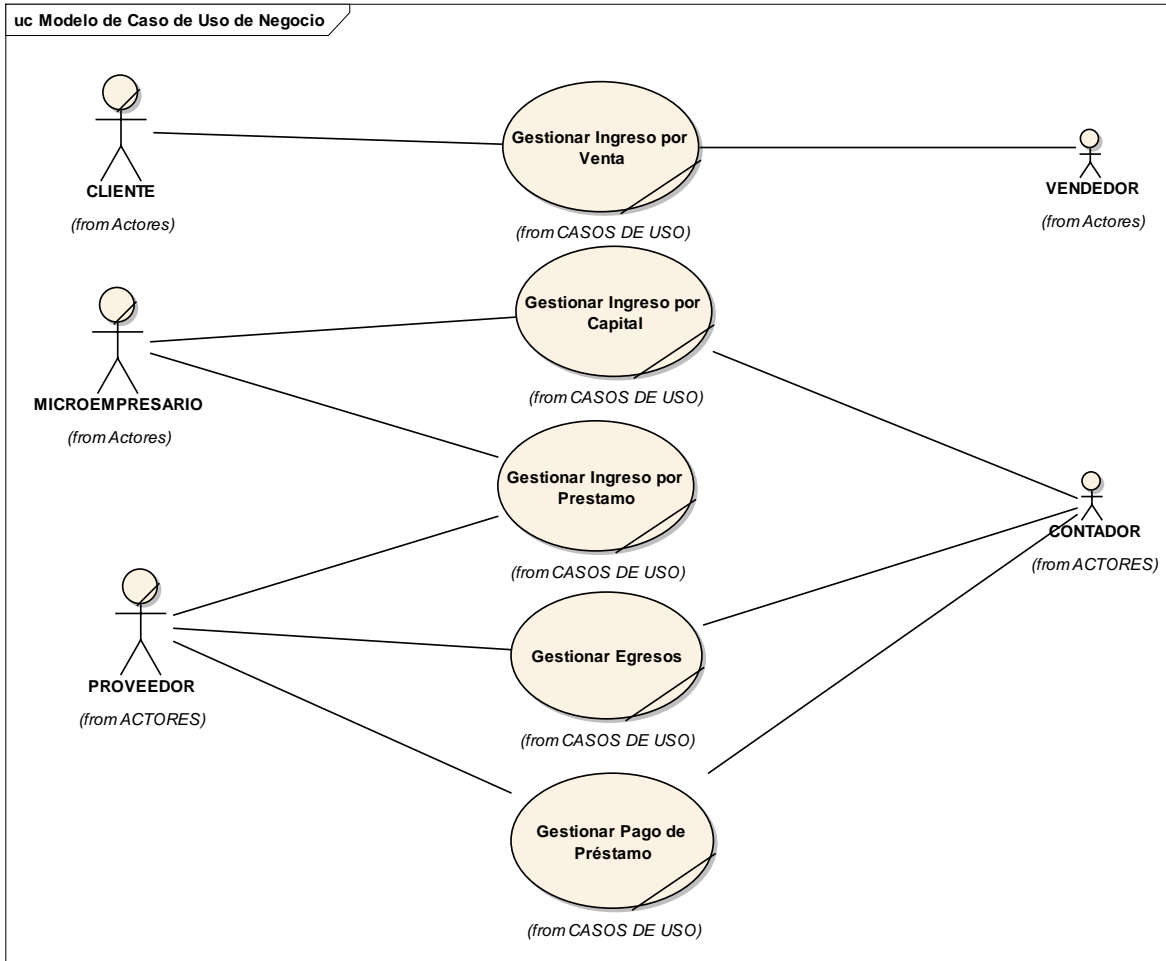 uc Modelo de Caso de Uso de Negocio
CLIENTE
(from Actores)
Gestionar Ingreso por
Venta
(from CASOS DE USO)
VENDEDOR
(from Actores)
MICROEMPRESARIO
(from Actores)
Gestionar Ingreso por
Capital
(from CASOS DE USO)
Gestionar Ingreso por
Prestamo
(from CASOS DE USO)
CONTADOR
(from ACTORES)
PROVEEDOR
(from ACTORES)
Gestionar Egresos
(from CASOS DE USO)
Gestionar Pago de
Préstamo
(from CASOS DE USO)